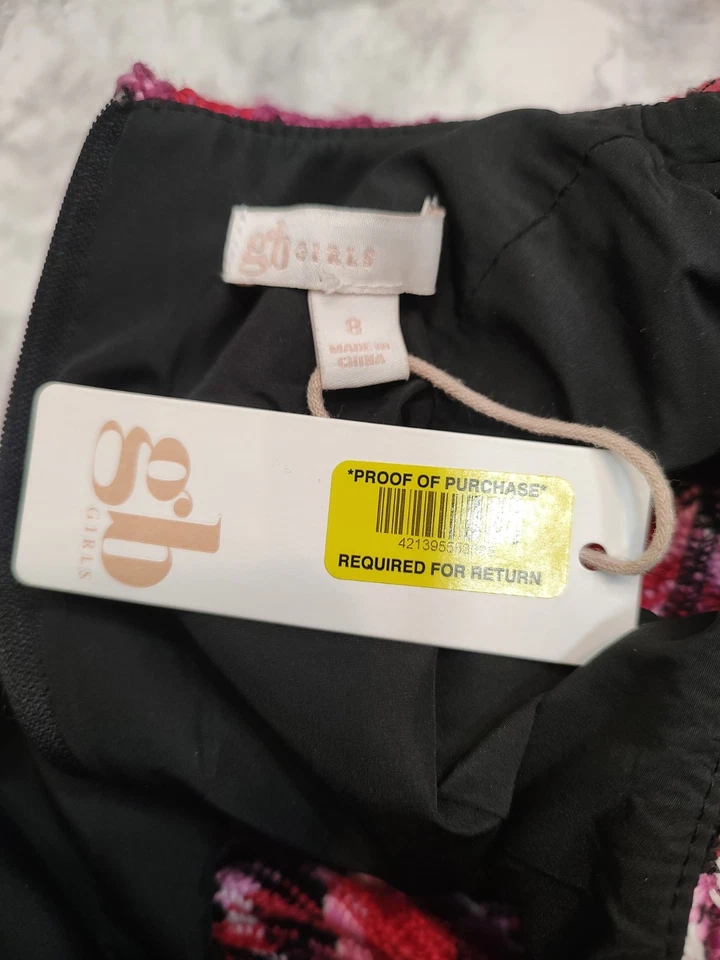 gb GIRLS
8
MADE IN
CHINA
gb
GIRLS
*PROOF OF PURCHASE*
REQUIRED FOR RETURN